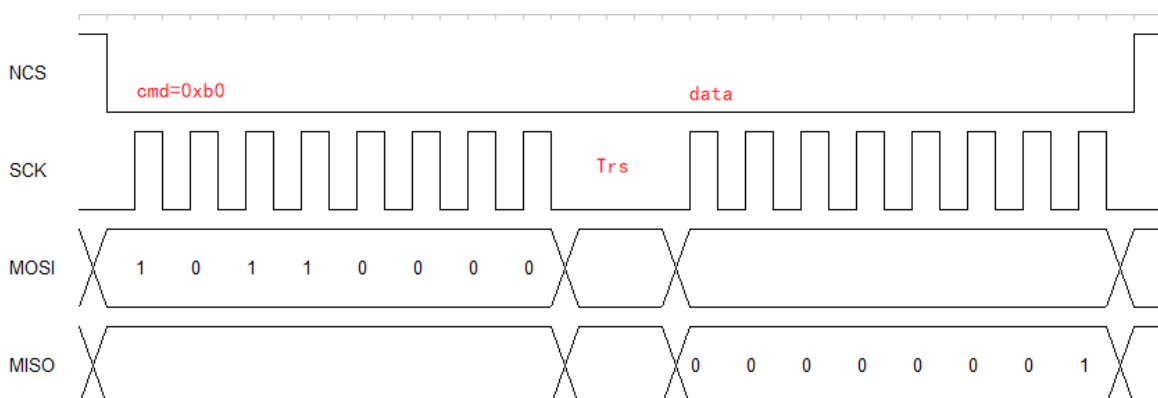 NCS
cmd=0xb0 data
SCK
Trs
MOSI 1 0 1 1 0 0 0 0
MISO 0 0 0 0 0 0 0 1